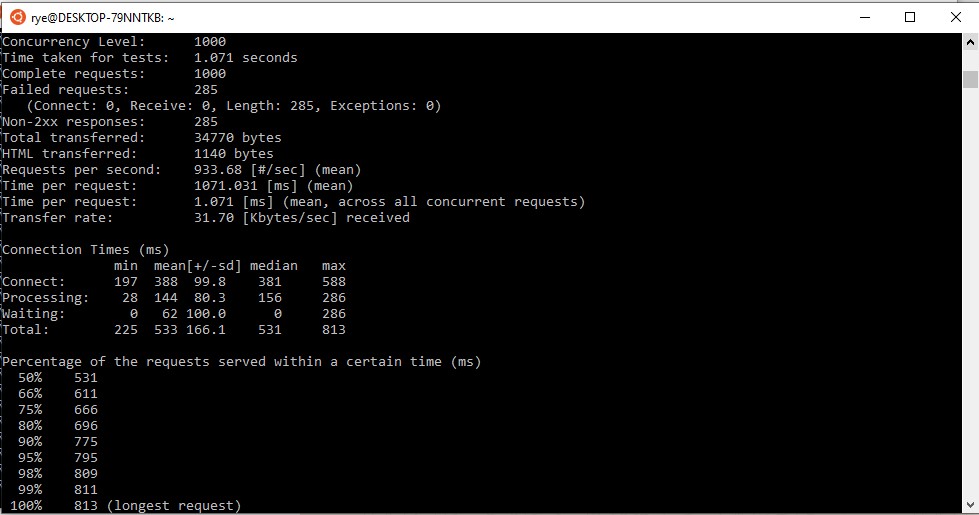 rye@DESKTOP-79NNTKB: ~
Concurrency Level:      1000
Time taken for tests:   1.071 seconds
Complete requests:      1000
Failed requests:        285
   (Connect: 0, Receive: 0, Length: 285, Exceptions: 0)
Non-2xx responses:      285
Total transferred:      34770 bytes
HTML transferred:       1140 bytes
Requests per second:    933.68 [#/sec] (mean)
Time per request:       1071.031 [ms] (mean)
Time per request:       1.071 [ms] (mean, across all concurrent requests)
Transfer rate:          31.70 [Kbytes/sec] received

Connection Times (ms)
              min  mean[+/-sd] median   max
Connect:      197  388  99.8    381     588
Processing:    28  144  80.3    156     286
Waiting:        0   62 100.0      0     286
Total:        225  533 166.1    531     813

Percentage of the requests served within a certain time (ms)
  50%    531
  66%    611
  75%    666
  80%    696
  90%    775
  95%    795
  98%    809
  99%    811
 100%    813 (longest request)